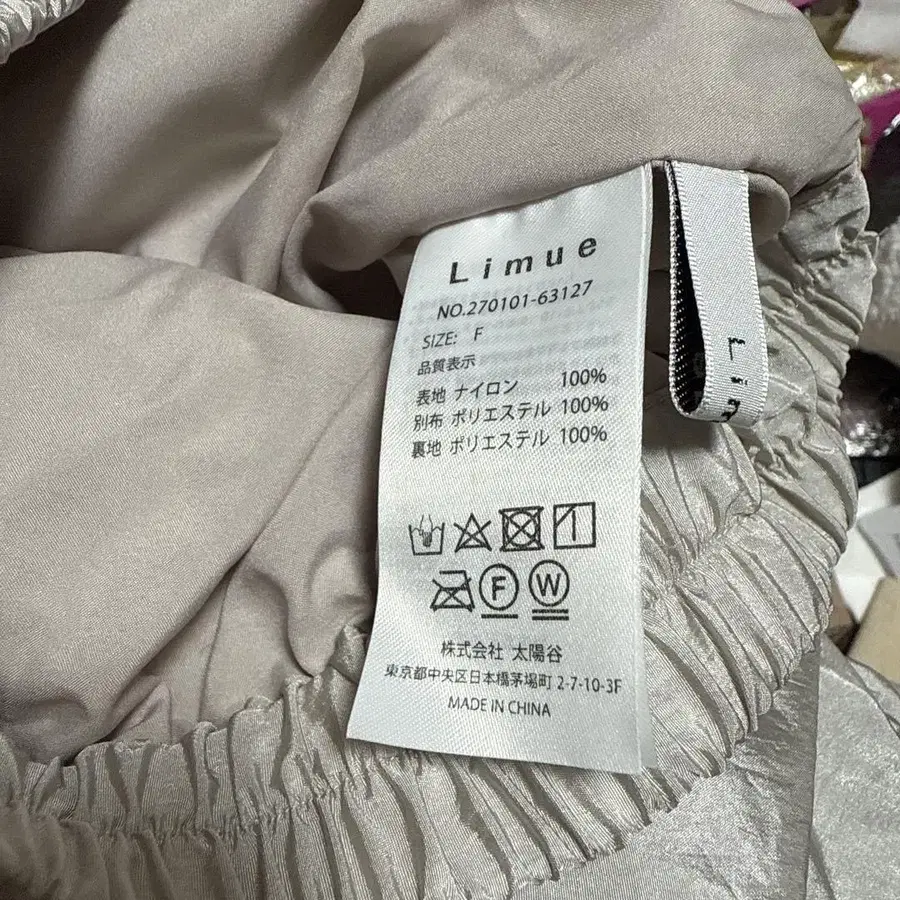 Limue
NO.270101-63127
SIZE: F
品質表示
表地 ナイロン 100%
別布 ポリエステル 100%
裏地 ポリエステル 100%
F W
株式会社 太陽谷
東京都中央区日本橋茅場町 2-7-10-3F
MADE IN CHINA
Lim